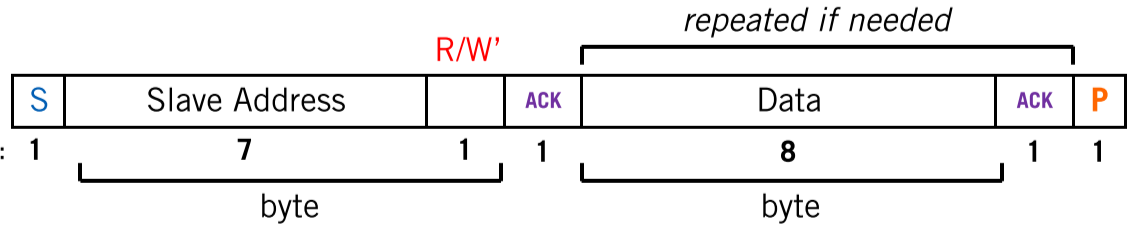 repeated if needed
R/W’
S Slave Address ACK Data ACK P
: 1 7 1 1 8 1 1
byte byte